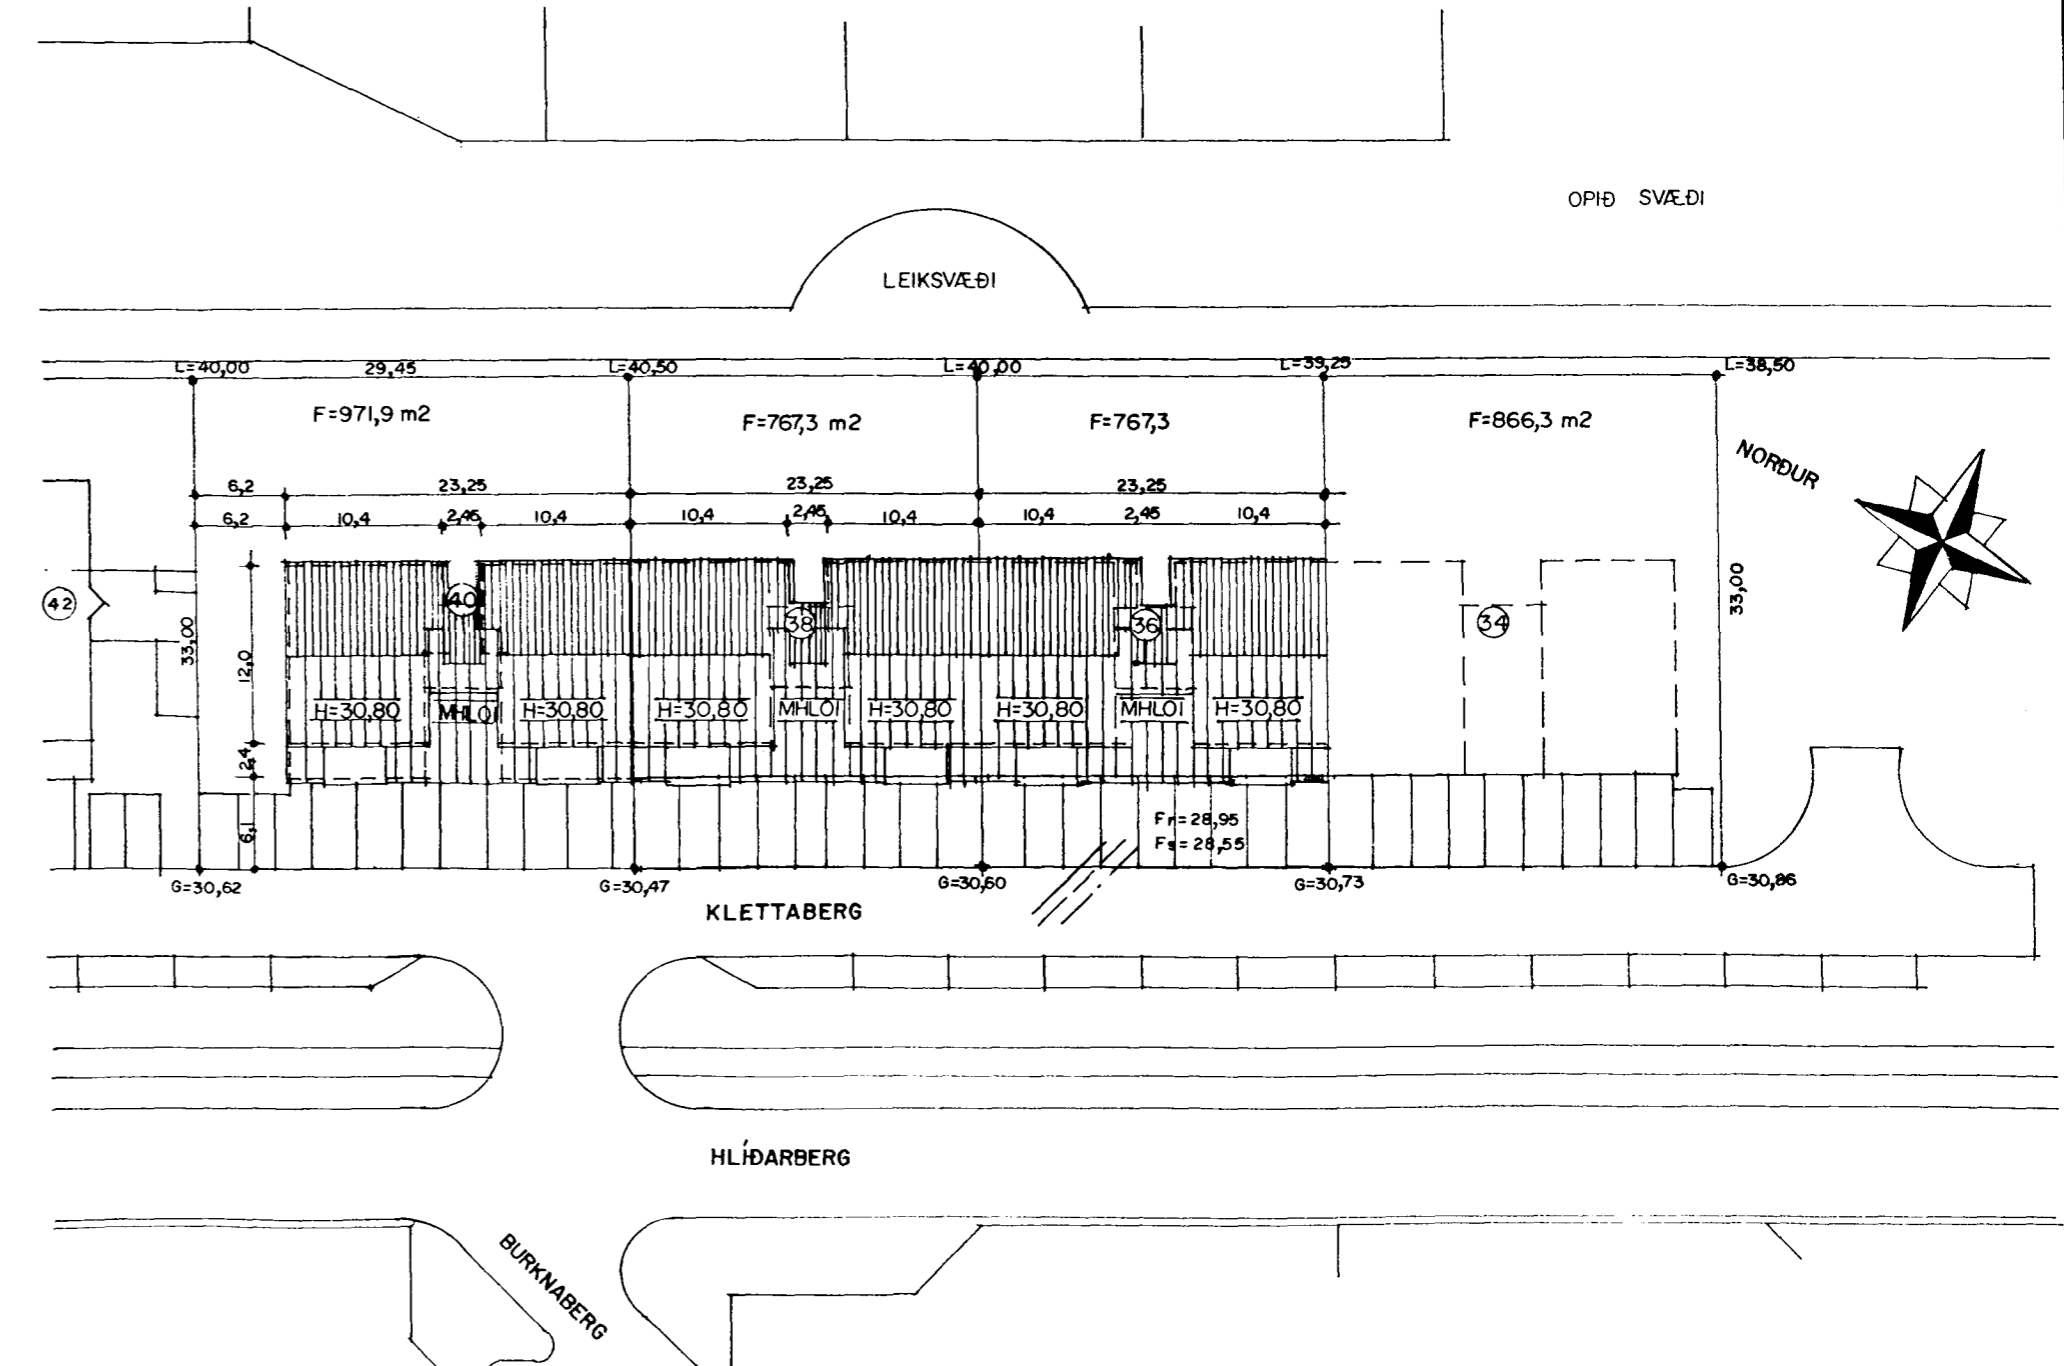 OPIÐ SVÆÐI
LEIKSVÆÐI
L=40,00 29,45 L=40,50 L=40,00 L=39,25 L=38,50
F=971,9 m2 F=767,3 m2 F=767,3 F=866,3 m2
NORÐUR
6,2 23,25 23,25 23,25
6,2 10,4 2,45 10,4 10,4 2,45 10,4 10,4 2,45 10,4
42 40 38 36 34
33,00 12,0 33,00
H=30,80 MHL01 H=30,80 H=30,80 MHL01 H=30,80 H=30,80 MHL01 H=30,80
2,4
6,1
Fr=28,95
Fs=28,55
G=30,62 G=30,47 G=30,60 G=30,73 G=30,86
KLETTABERG
HLÍÐARBERG
BURKNABERG